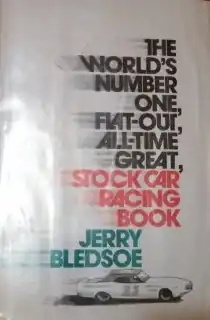 THE
WORLD'S
NUMBER
ONE,
FLAT-OUT,
ALL-TIME
GREAT,
STOCK CAR
RACING
BOOK
JERRY
BLEDSOE